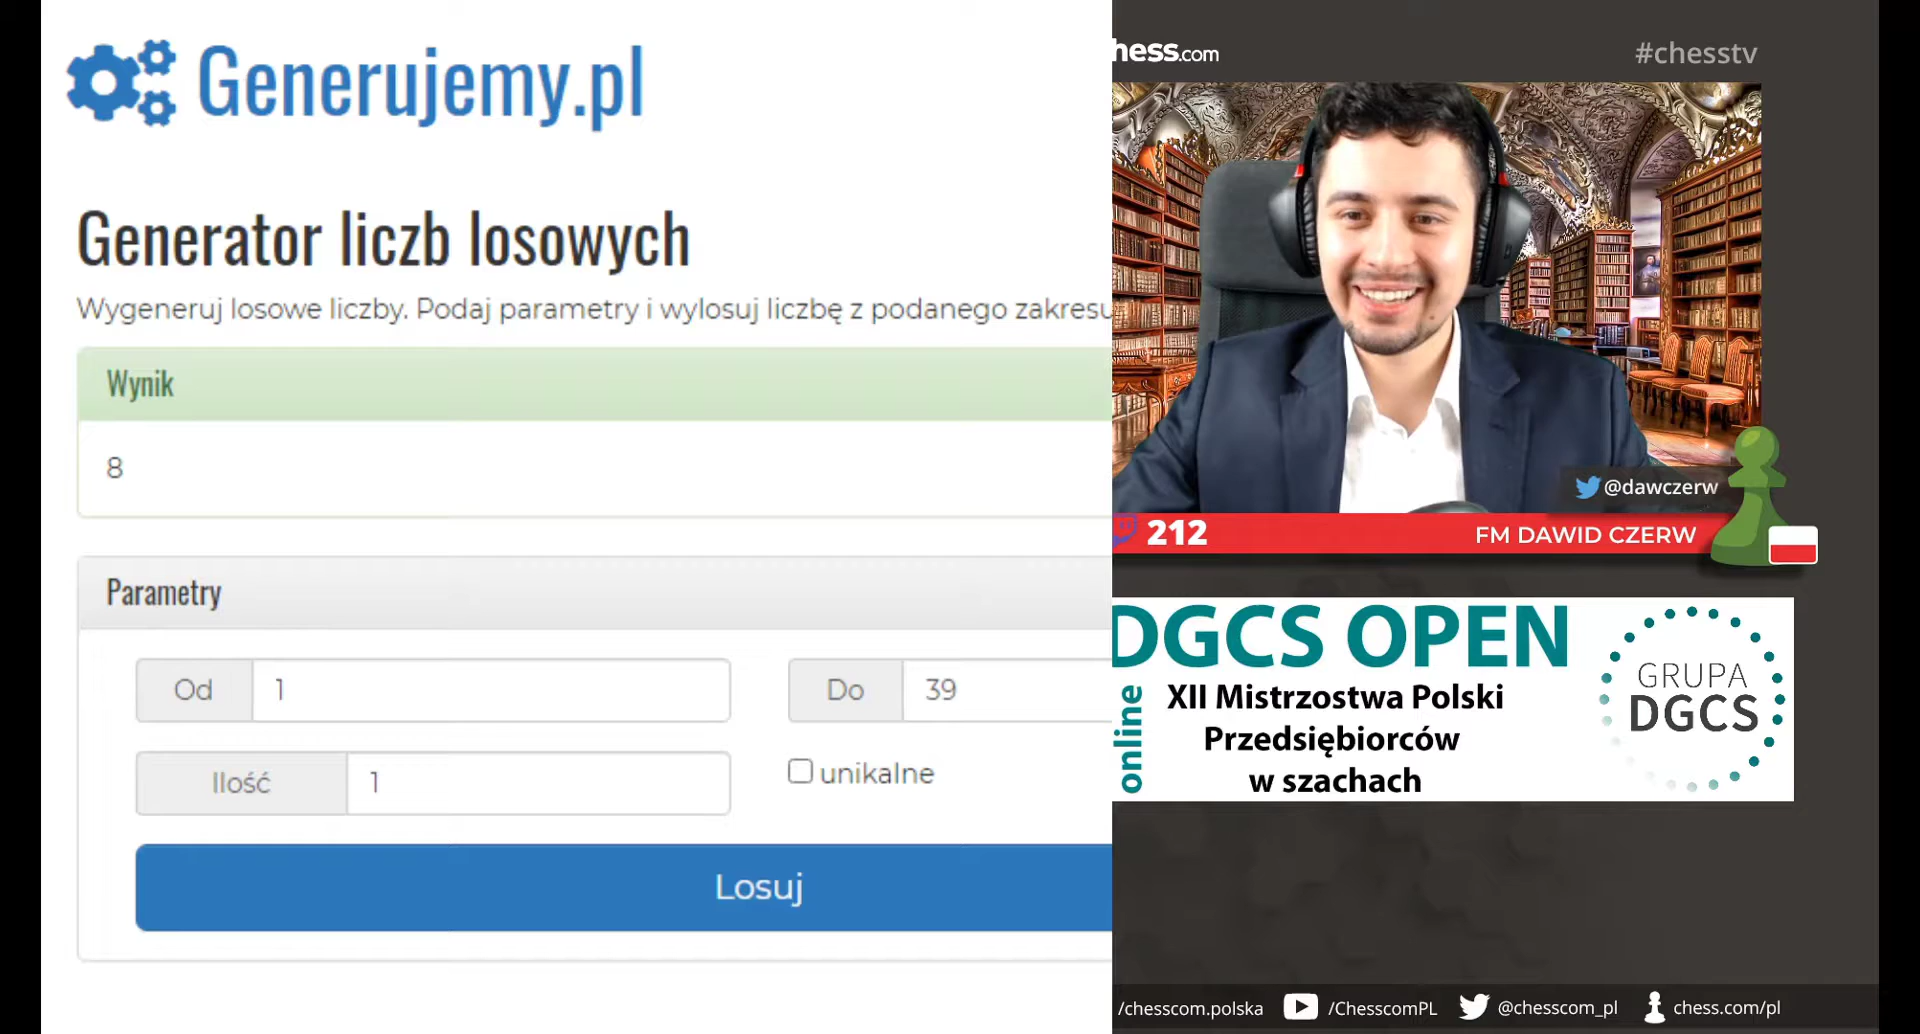 Generujemy.pl
Generator liczb losowych
Wygeneruj losowe liczby. Podaj parametry i wylosuj liczbę z podanego zakresu
Wynik
8
Parametry
Od 1
Do 39
Ilość 1
unikalne
Losuj
hess.com
#chesstv
@dawczerw
212
FM DAWID CZERW
DGCS OPEN
online
XII Mistrzostwa Polski
Przedsiębiorców
w szachach
GRUPA
DGCS
/chesscom.polska
/ChesscomPL
@chesscom_pl
chess.com/pl